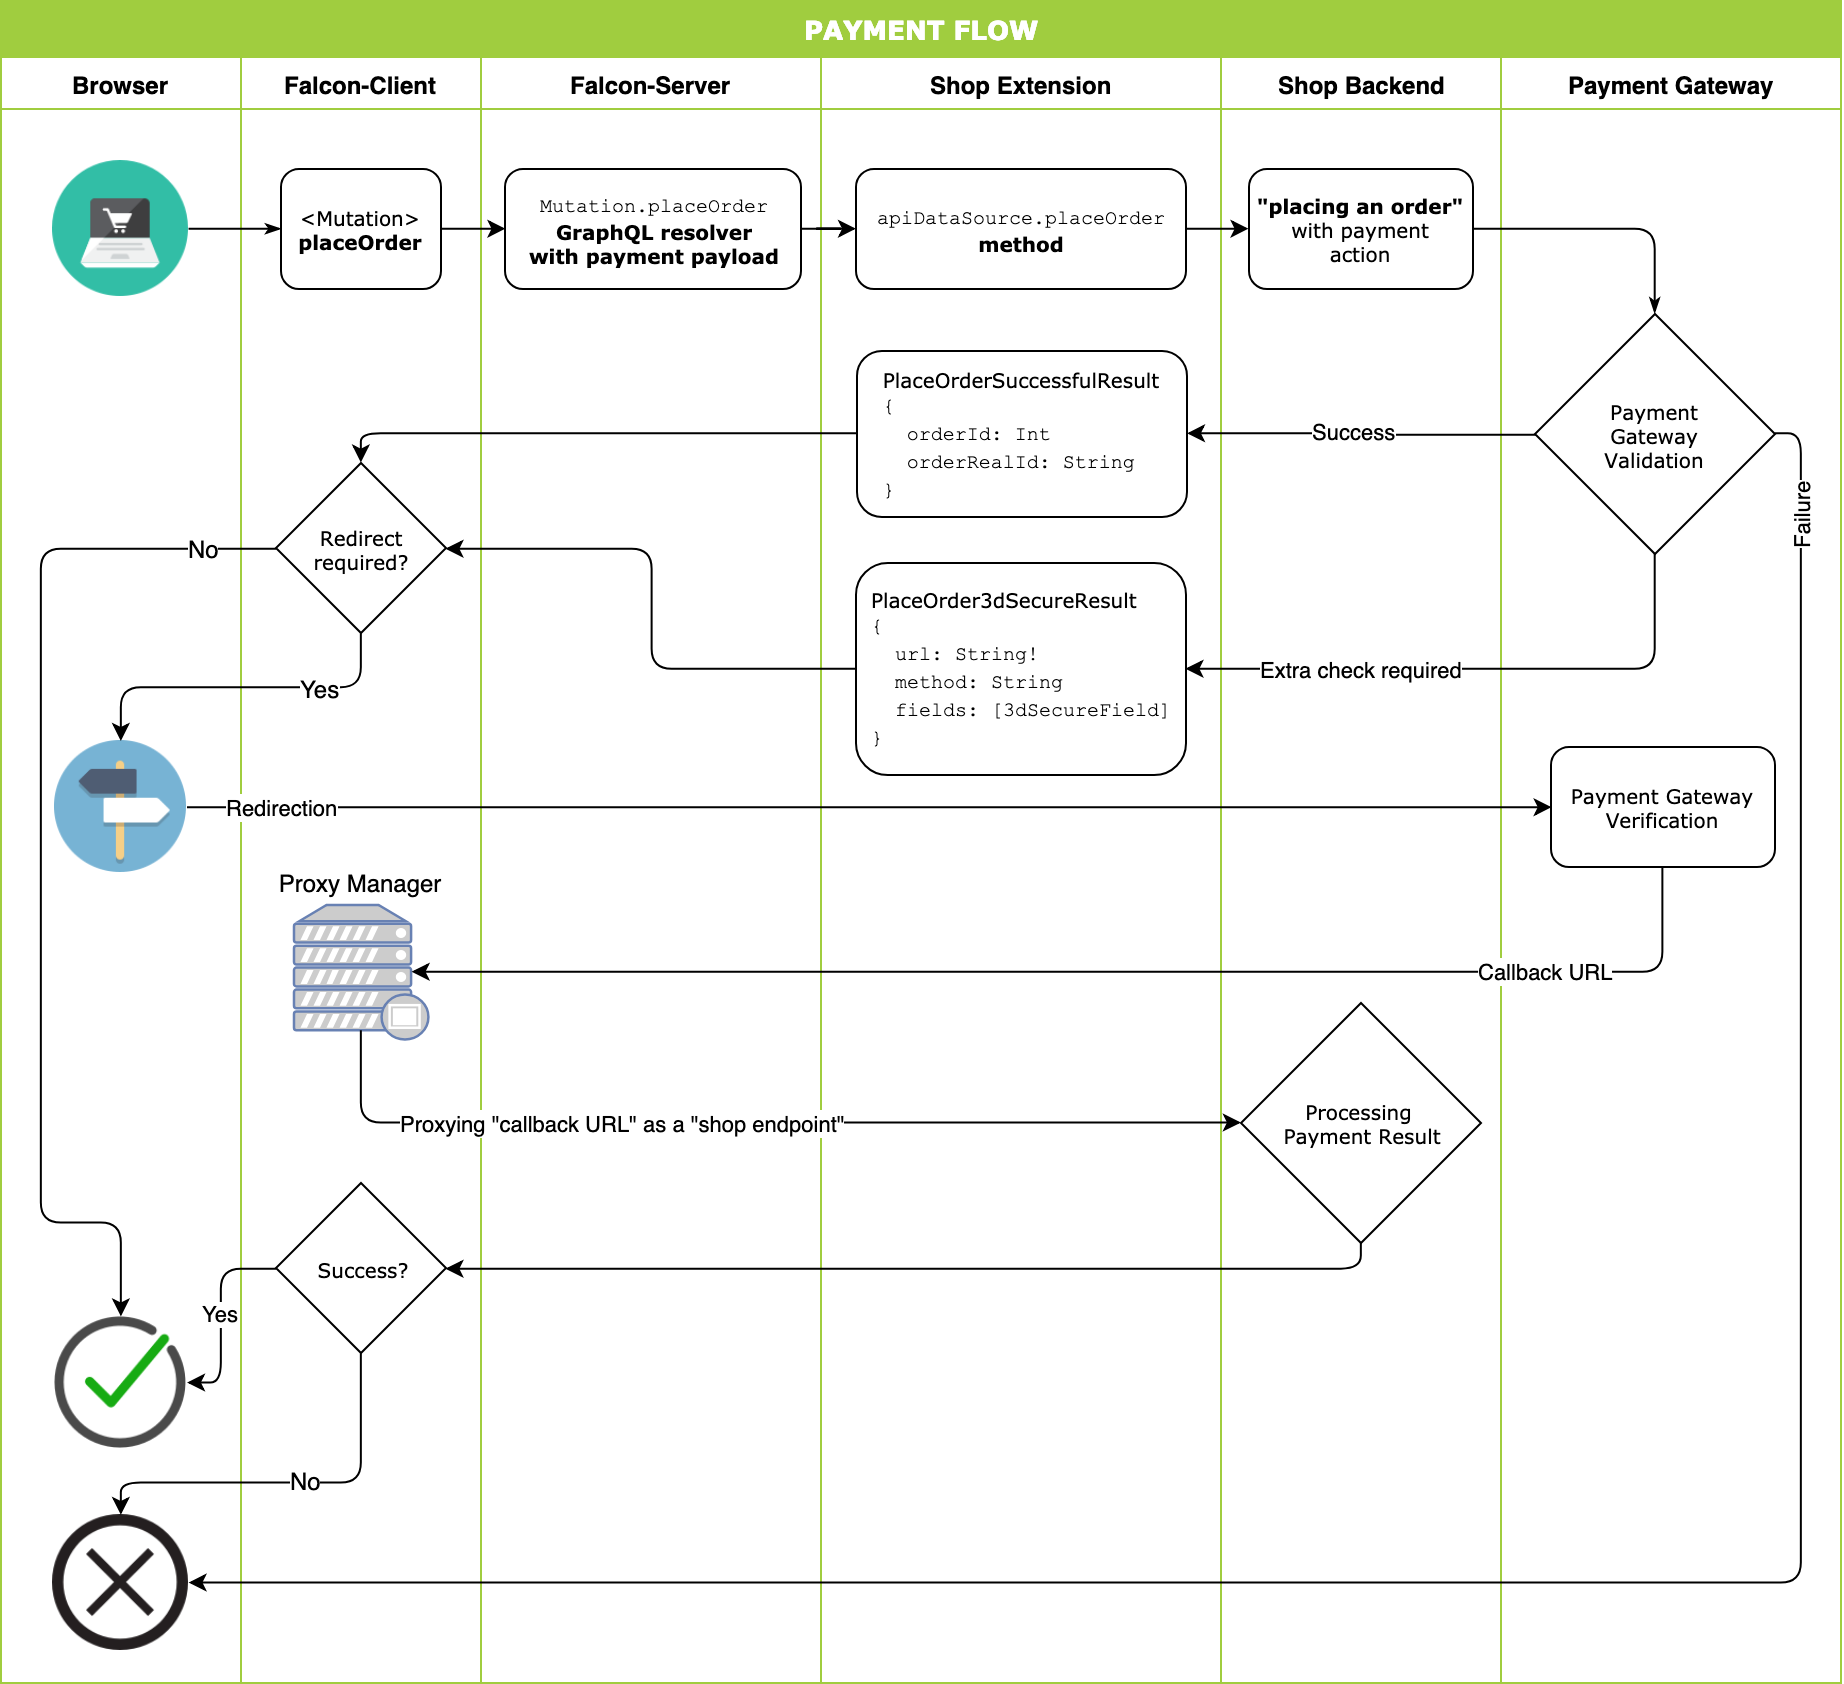 PAYMENT FLOW
Browser
Falcon-Client
Falcon-Server
Shop Extension
Shop Backend
Payment Gateway
<Mutation>
placeOrder
Mutation.placeOrder
GraphQL resolver
with payment payload
apiDataSource.placeOrder
method
"placing an order"
with payment
action
PlaceOrderSuccessfulResult
{
orderId: Int
orderRealId: String
}
Success
Payment
Gateway
Validation
Failure
Redirect
required?
No
Yes
PlaceOrder3dSecureResult
{
url: String!
method: String
fields: [3dSecureField]
}
Extra check required
Redirection
Payment Gateway
Verification
Proxy Manager
Callback URL
Proxying "callback URL" as a "shop endpoint"
Processing
Payment Result
Success?
Yes
No